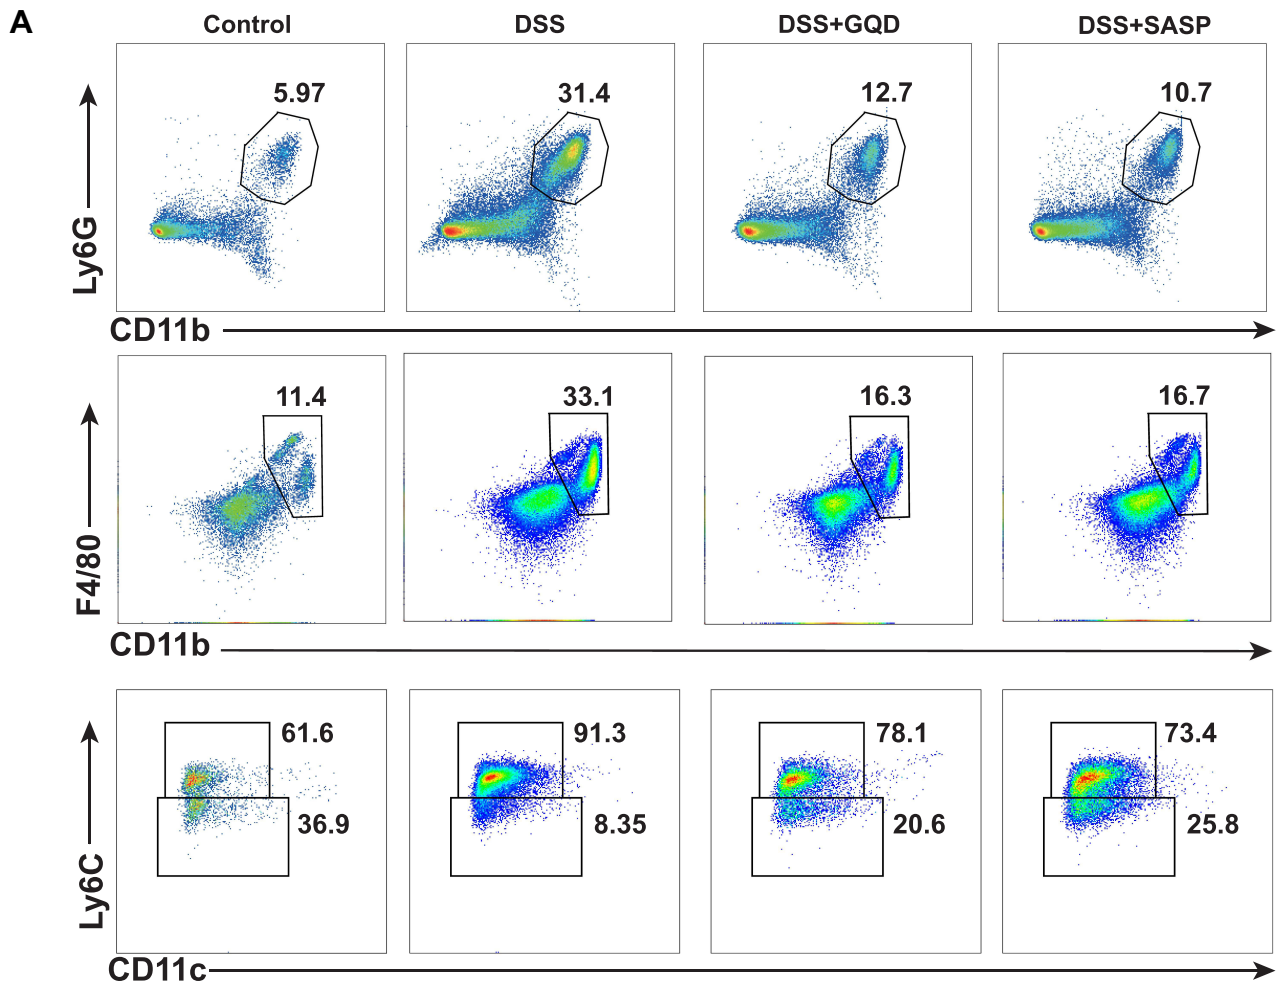 A
Control DSS DSS+GQD DSS+SASP
5.97 31.4 12.7 10.7
Ly6G
CD11b
11.4 33.1 16.3 16.7
F4/80
CD11b
61.6 91.3 78.1 73.4
36.9 8.35 20.6 25.8
Ly6C
CD11c